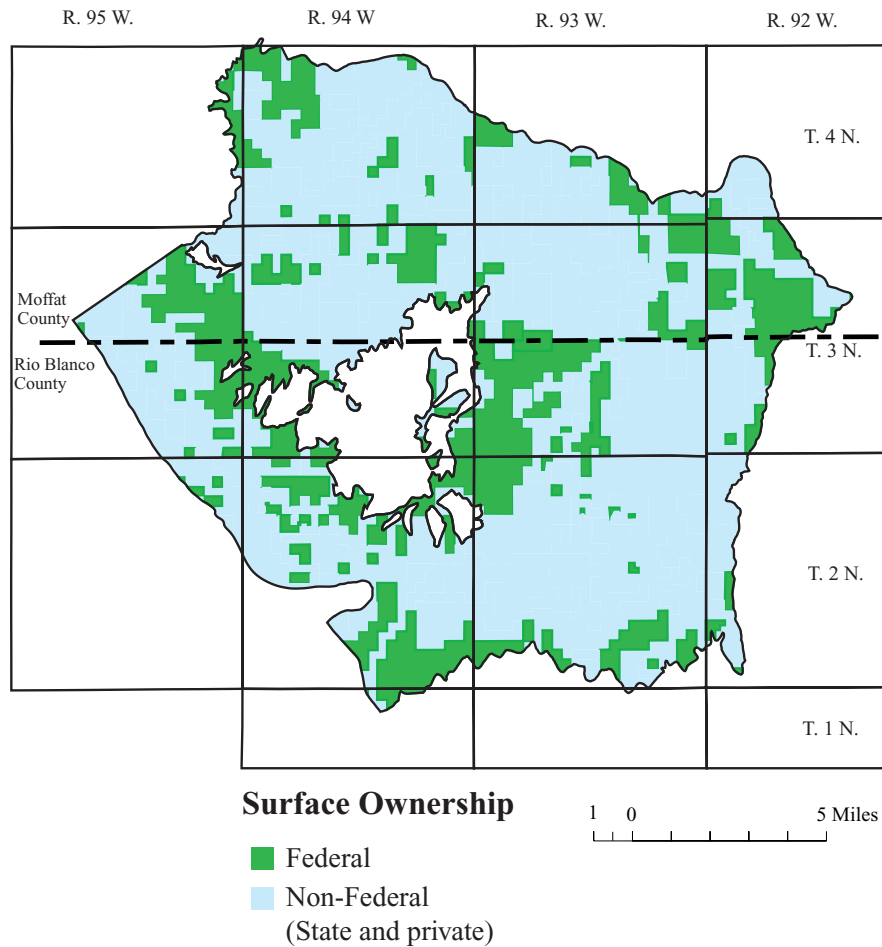 R. 95 W.
R. 94 W
R. 93 W.
R. 92 W.
T. 4 N.
Moffat
County
Rio Blanco
County
T. 3 N.
T. 2 N.
T. 1 N.
Surface Ownership
1 0 5 Miles
Federal
Non-Federal
(State and private)